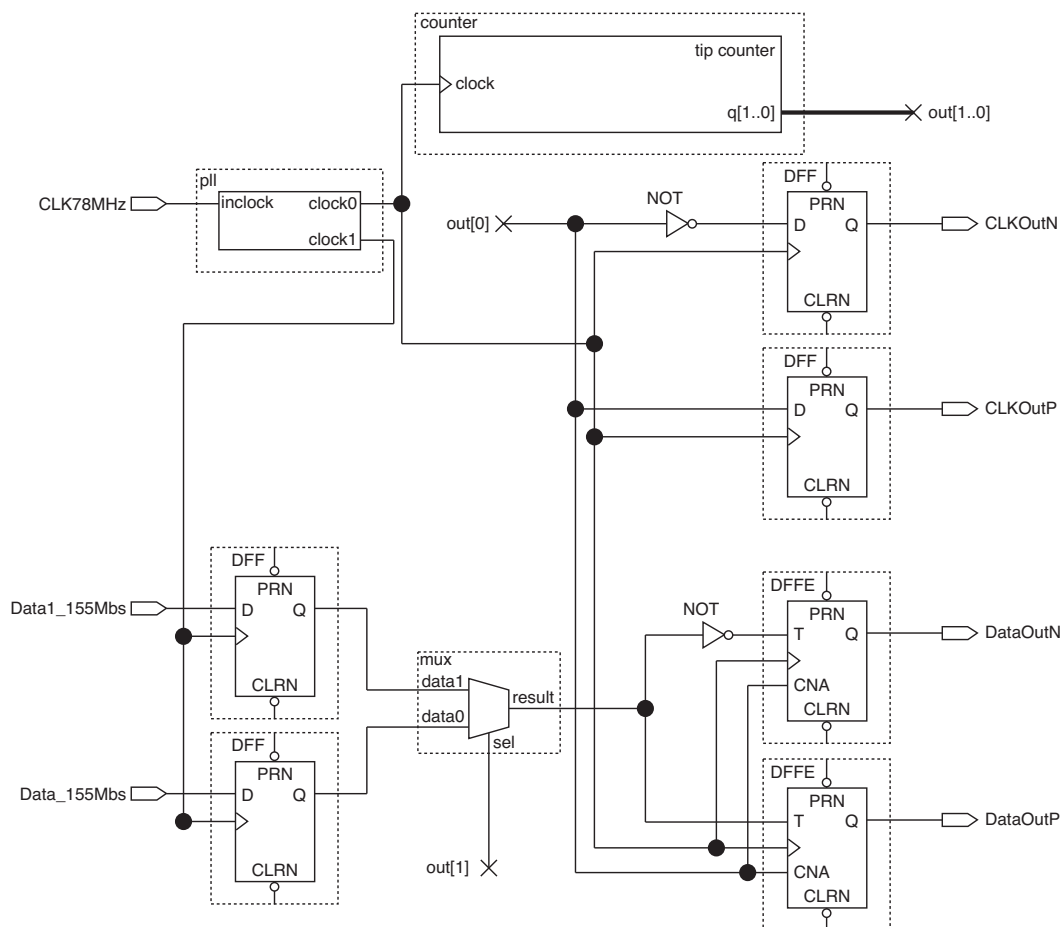 counter
tip counter
clock
q[1..0]
out[1..0]
pll
CLK78MHz
inclock
clock0
clock1
out[0]
NOT
DFF
PRN
D
Q
CLRN
CLKOutN
DFF
PRN
D
Q
CLRN
CLKOutP
DFF
PRN
Data1_155Mbs
D
Q
CLRN
DFF
PRN
Data_155Mbs
D
Q
CLRN
mux
data1
data0
result
sel
out[1]
NOT
DFFE
PRN
T
Q
CNA
CLRN
DataOutN
DFFE
PRN
T
Q
CNA
CLRN
DataOutP